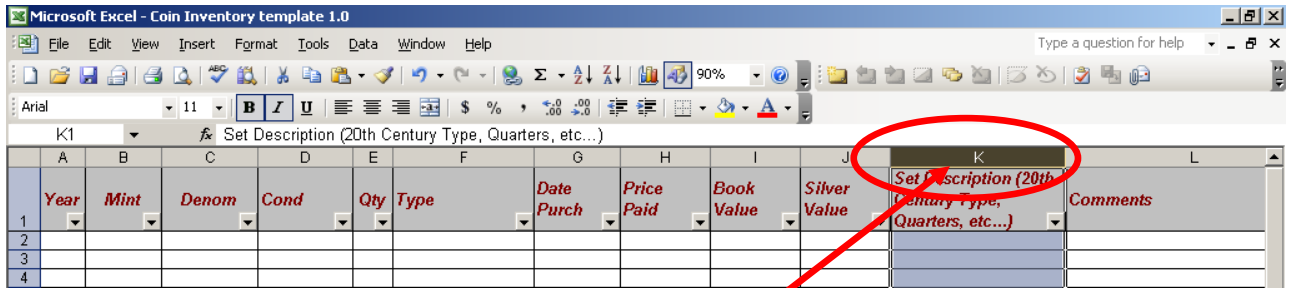 Microsoft Excel - Coin Inventory template 1.0
File Edit View Insert Format Tools Data Window Help Type a question for help
90%
Arial 11 B I U $ % ,
K1 fx Set Description (20th Century Type, Quarters, etc...)
A B C D E F G H I J K L
1 Year Mint Denom Cond Qty Type Date Purch Price Paid Book Value Silver Value Set Description (20th Century Type, Quarters, etc...) Comments
2
3
4